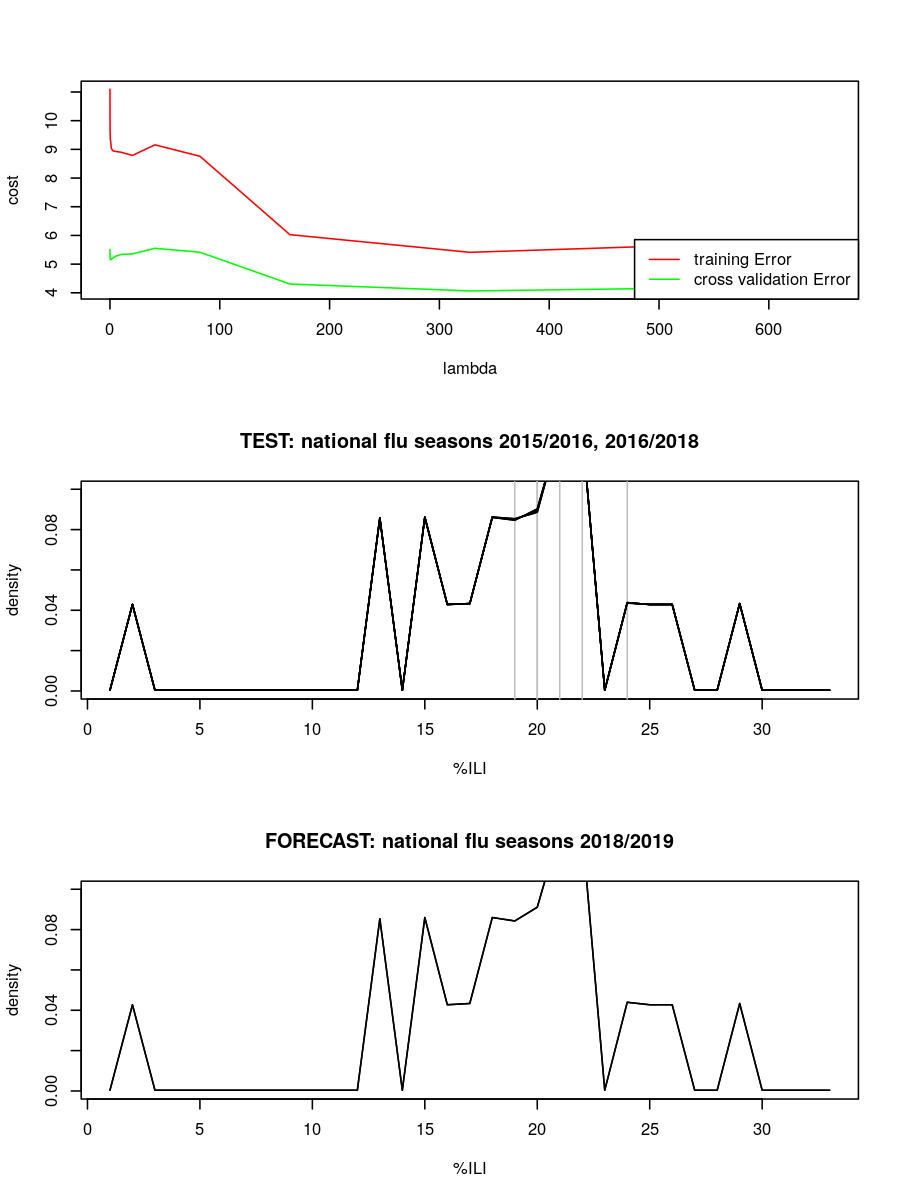 cost
10
9
8
7
6
5
4
training Error
cross validation Error
0 100 200 300 400 500 600
lambda
TEST: national flu seasons 2015/2016, 2016/2018
density
0.08
0.04
0.00
0 5 10 15 20 25 30
%ILI
FORECAST: national flu seasons 2018/2019
density
0.08
0.04
0.00
0 5 10 15 20 25 30
%ILI